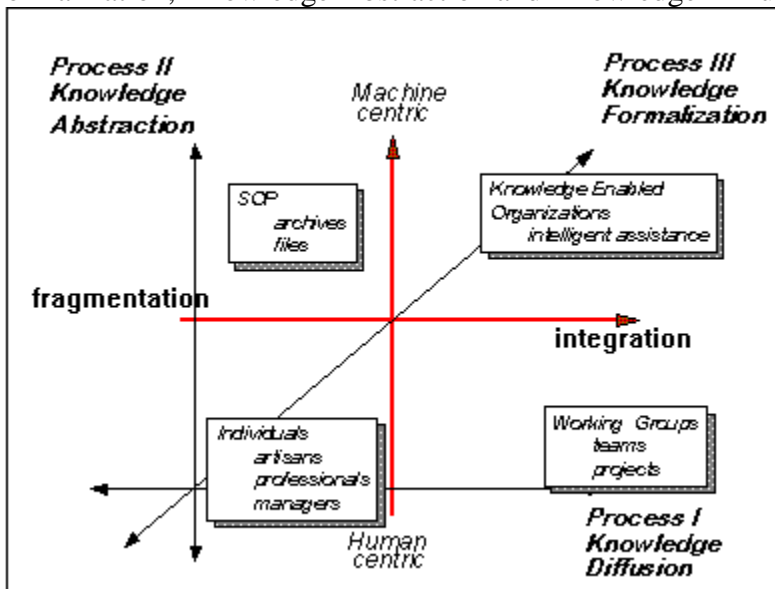 Process II
Knowledge
Abstraction
Machine
centric
Process III
Knowledge
Formalization
SOP
archives
files
Knowledge Enabled
Organizations
intelligent assistance
fragmentation
integration
Individuals
artisans
professionals
managers
Working Groups
teams
projects
Human
centric
Process I
Knowledge
Diffusion